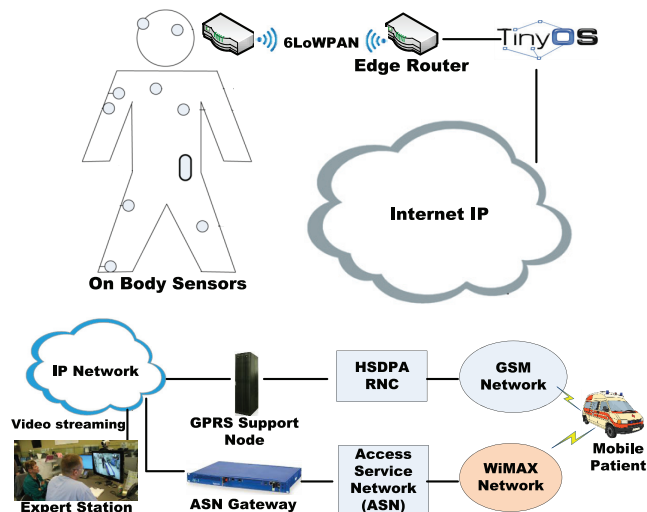 6LoWPAN
Edge Router
TinyOS
Internet IP
On Body Sensors
IP Network
HSDPA
RNC
GSM
Network
Video streaming
GPRS Support
Node
Mobile
Patient
Expert Station
ASN Gateway
Access
Service
Network
(ASN)
WiMAX
Network